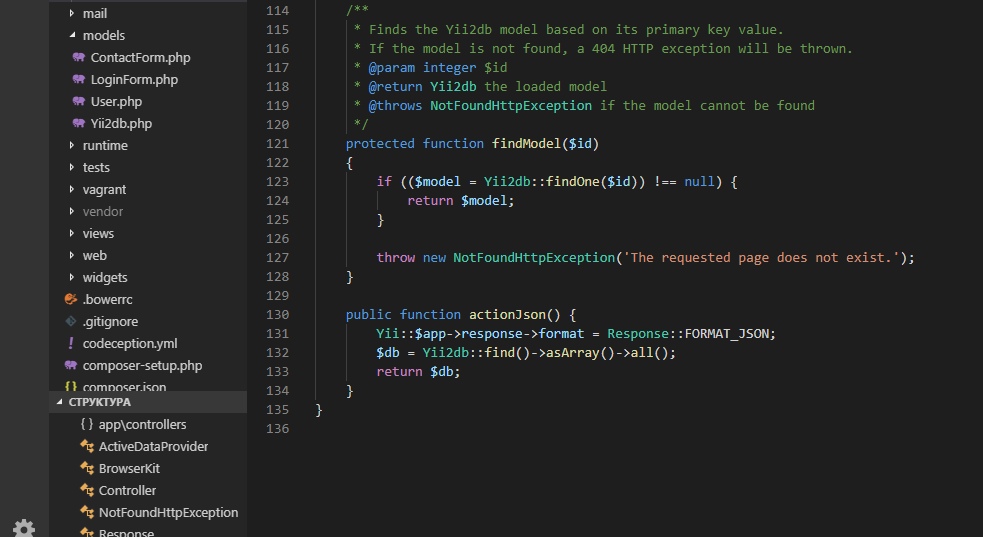 mail
models
ContactForm.php
LoginForm.php
User.php
Yii2db.php
runtime
tests
vagrant
vendor
views
web
widgets
.bowerrc
.gitignore
! codeception.yml
composer-setup.php
{} composer.json
СТРУКТУРА
{ } app\controllers
ActiveDataProvider
BrowserKit
Controller
NotFoundHttpException
Response
114 /**
115 * Finds the Yii2db model based on its primary key value.
116 * If the model is not found, a 404 HTTP exception will be thrown.
117 * @param integer $id
118 * @return Yii2db the loaded model
119 * @throws NotFoundHttpException if the model cannot be found
120 */
121 protected function findModel($id)
122 {
123 if (($model = Yii2db::findOne($id)) !== null) {
124 return $model;
125 }
126
127 throw new NotFoundHttpException('The requested page does not exist.');
128 }
129
130 public function actionJson() {
131 Yii::$app->response->format = Response::FORMAT_JSON;
132 $db = Yii2db::find()->asArray()->all();
133 return $db;
134 }
135 }
136